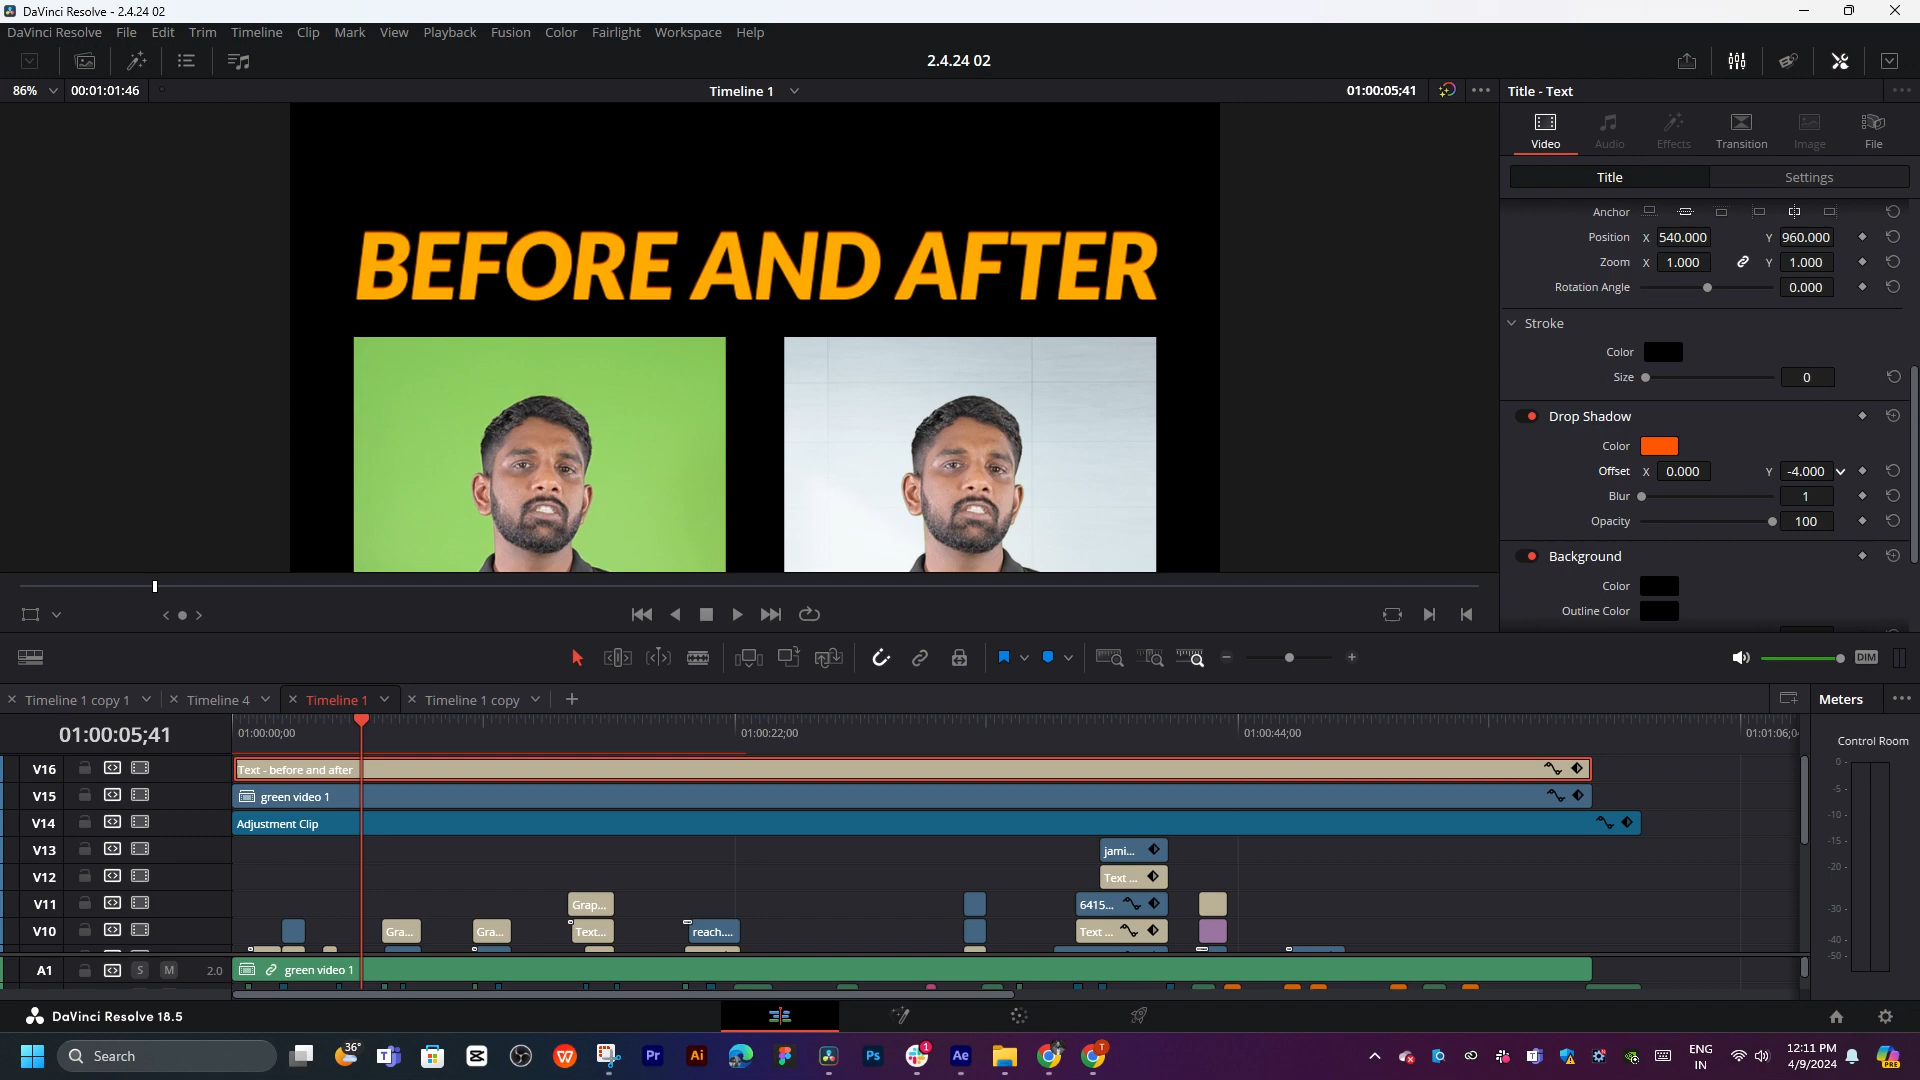 DaVinci Resolve - 2.4.24 02
DaVinci Resolve File Edit Trim Timeline Clip Mark View Playback Fusion Color Fairlight Workspace Help
2.4.24 02
86% 00:01:01:46 Timeline 1 01:00:05;41 Title - Text
BEFORE AND AFTER
Video Audio Effects Transition Image File
Title Settings
Anchor
Position X 540.000 Y 960.000
Zoom X 1.000 Y 1.000
Rotation Angle 0.000
Stroke
Color
Size 0
Drop Shadow
Color
Offset X 0.000 Y -4.000
Blur 1
Opacity 100
Background
Color
Outline Color
DIM
Timeline 1 copy 1 Timeline 4 Timeline 1 Timeline 1 copy Meters
01:00:05;41 01:00:00;00 01:00:22;00 01:00:44;00 01:01:06;0
Control Room
V16 Text - before and after
V15 green video 1
V14 Adjustment Clip
V13 jami...
V12 Text ...
V11 Grap... 6415...
V10 Gra... Gra... Text... reach.... Text ...
A1 S M 2.0 green video 1
0-
-5-
-10-
-15-
-20-
-30-
-40-
-50-
DaVinci Resolve 18.5
Search
36°
Pr
Ai
Ps
1
Ae
T
ENG
IN
12:11 PM
4/9/2024
PRE